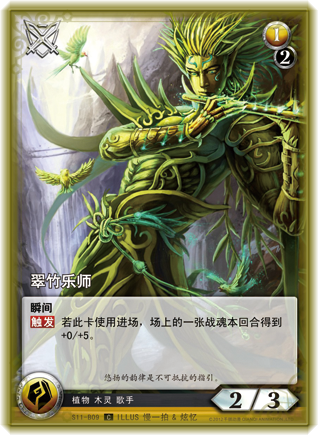 1
2
翠竹乐师
瞬间
触发 若此卡使用进场，场上的一张战魂本回合得到
+0/+5。
悠扬的韵律是不可抵抗的指引。
2 / 3
植物 木灵 歌手
S11-008 C ILLUS 慢一拍 & 炫忆